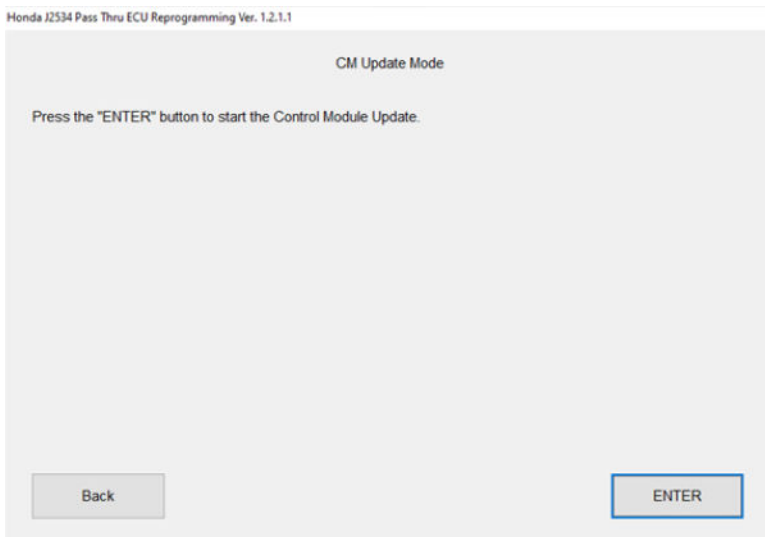 Honda J2534 Pass Thru ECU Reprogramming Ver. 1.2.1.1
CM Update Mode
Press the "ENTER" button to start the Control Module Update.
Back
ENTER